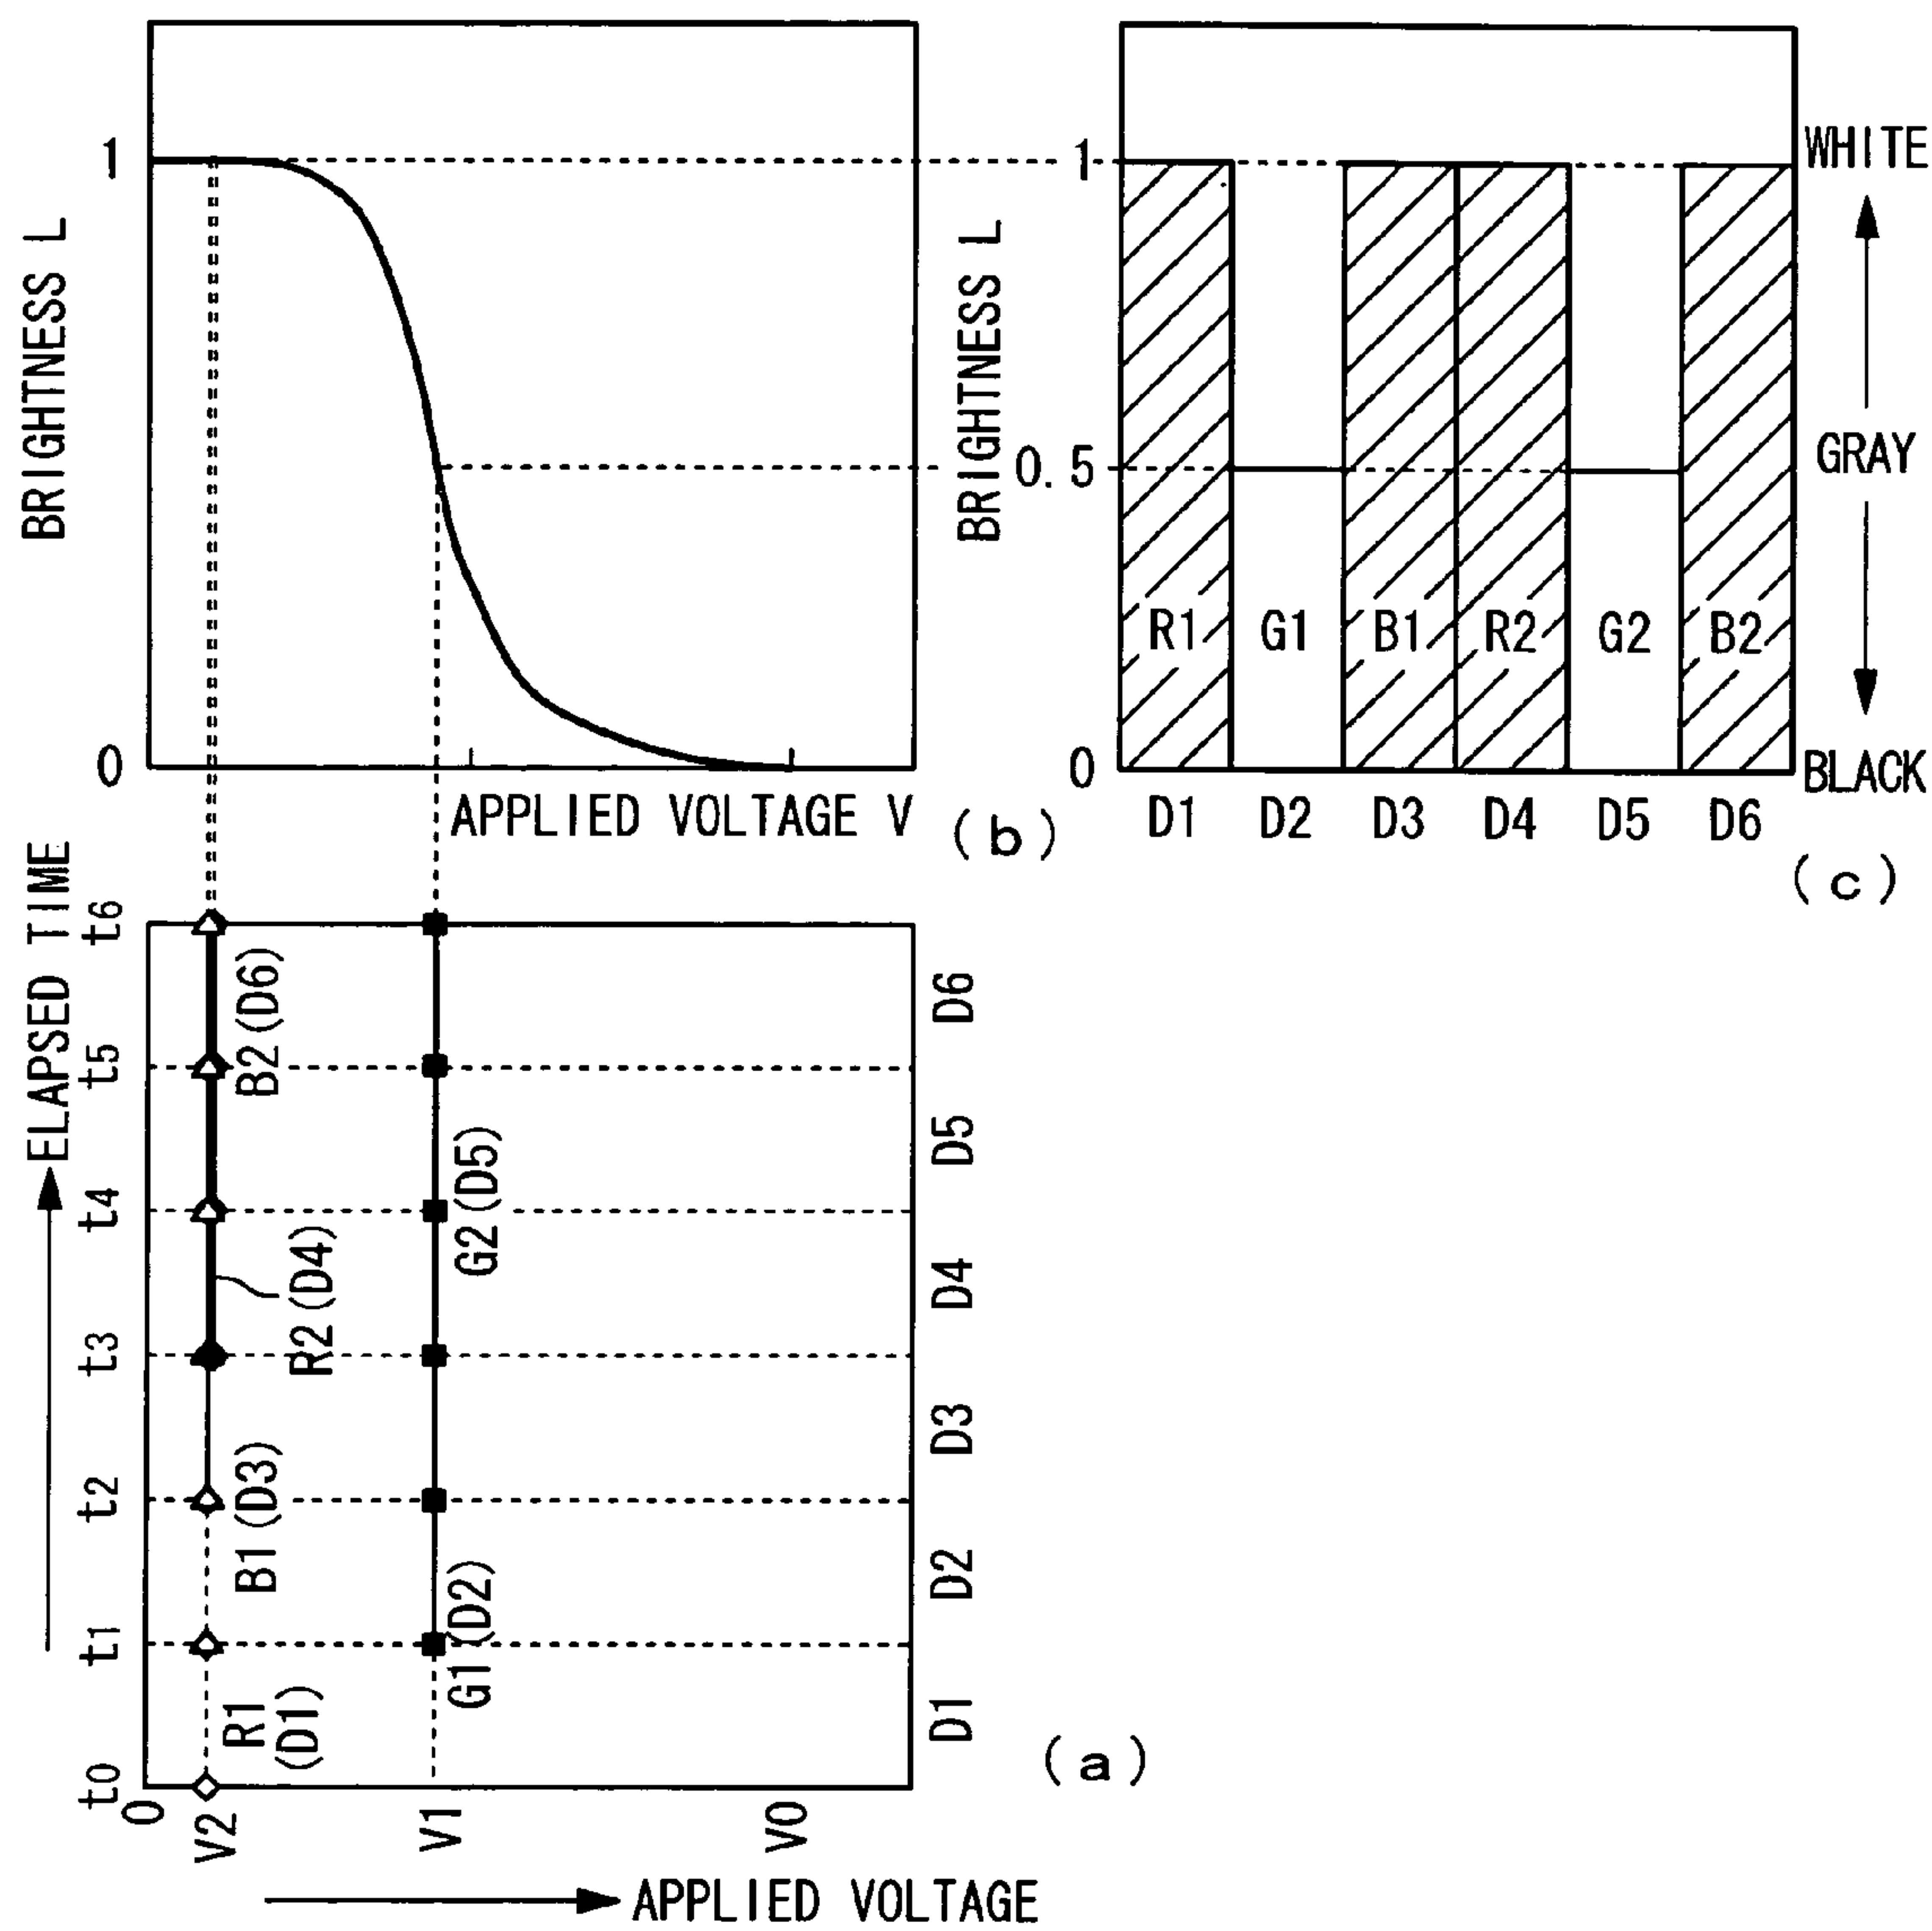 1
BRIGHTNESS L
0
APPLIED VOLTAGE V
(b)
1
BRIGHTNESS L
0.5
0
WHITE
GRAY
BLACK
R1
G1
B1
R2
G2
B2
D1
D2
D3
D4
D5
D6
(c)
ELAPSED TIME
t6
t5
t4
t3
t2
t1
t0
B2(D6)
G2(D5)
R2(D4)
B1(D3)
G1(D2)
R1
(D1)
D6
D5
D4
D3
D2
D1
(a)
0
V2
V1
V0
APPLIED VOLTAGE